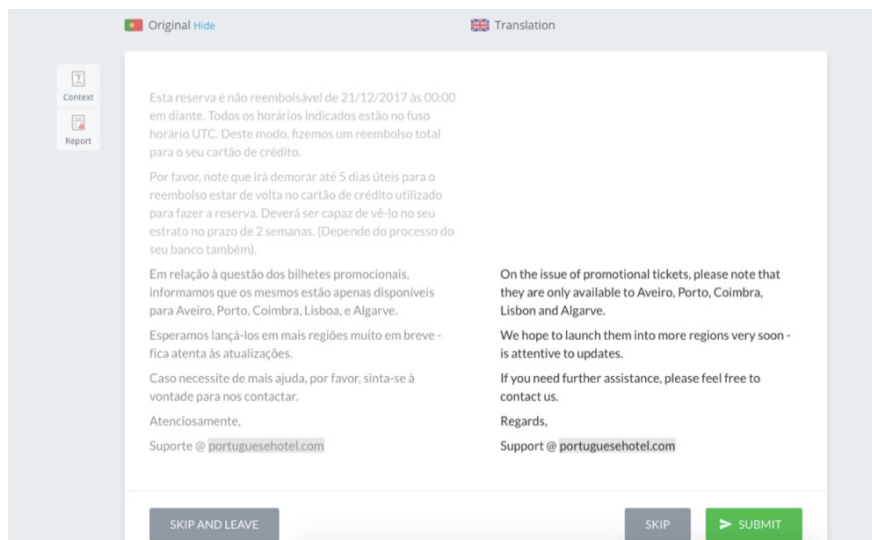 Original Hide
Translation
Context
Report
Esta reserva é não reembolsável de 21/12/2017 às 00:00
em diante. Todos os horários indicados estão no fuso
horário UTC. Deste modo, fizemos um reembolso total
para o seu cartão de crédito.
Por favor, note que irá demorar até 5 dias úteis para o
reembolso estar de volta no cartão de crédito utilizado
para fazer a reserva. Deverá ser capaz de vê-lo no seu
estrato no prazo de 2 semanas. (Depende do processo do
seu banco também).
Em relação à questão dos bilhetes promocionais,
informamos que os mesmos estão apenas disponíveis
para Aveiro, Porto, Coimbra, Lisboa, e Algarve.
Esperamos lançá-los em mais regiões muito em breve -
fica atenta às atualizações.
Caso necessite de mais ajuda, por favor, sinta-se à
vontade para nos contactar.
Atenciosamente,
Suporte @ portuguesehotel.com
On the issue of promotional tickets, please note that
they are only available to Aveiro, Porto, Coimbra,
Lisbon and Algarve.
We hope to launch them into more regions very soon -
is attentive to updates.
If you need further assistance, please feel free to
contact us.
Regards,
Support @ portuguesehotel.com
SKIP AND LEAVE
SKIP
SUBMIT